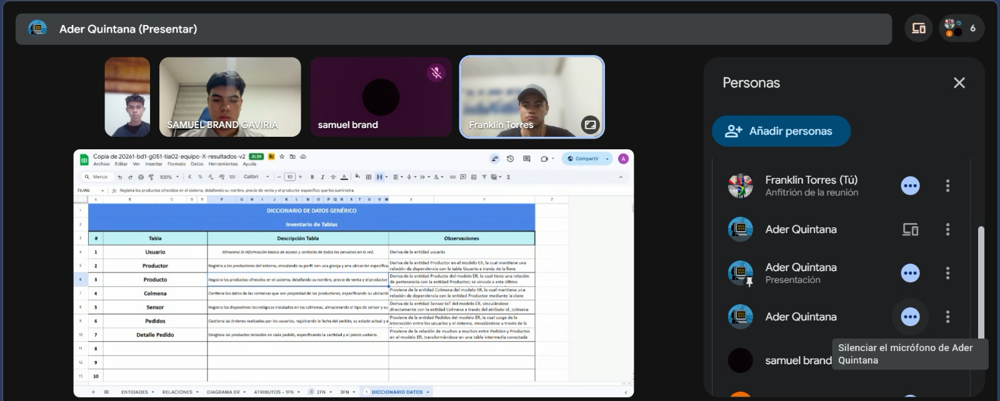 Ader Quintana (Presentar)
6
SAMUEL BRAND GAVIRIA
samuel brand
Franklin Torres
Copia de 20261-bd1-g051-tia02-equipo-X-resultados-v2 .XLSX
Archivo Editar Ver Insertar Formato Datos Herramientas Ayuda
Compartir
A
Menús 100% € % 123 Calibri 10 B I A
F6:W6 fx Registra los productos ofrecidos en el sistema, detallando su nombre, precio de venta y el productor específico que los suministra.
A B C D E F G H I J K L N O P Q R S T U V W X Y Z
1 DICCIONARIO DE DATOS GENÉRICO
2 Inventario de Tablas
3 # Tabla Descripción Tabla Observaciones
4 1 Usuario Almacena la información básica de acceso y contacto de todas las personas en la red. Deriva de la entidad usuario
5 2 Productor Registra a los productores del sistema, vinculando su perfil con una granja y una ubicación específica. Deriva de la entidad Productor en el modelo ER, la cual mantiene una
relación de dependencia con la tabla Usuario a través de la llave
6 3 Producto Registra los productos ofrecidos en el sistema, detallando su nombre, precio de venta y el productor Deriva de la entidad Producto del modelo ER, la cual tiene una relación
de pertenencia con la entidad Productor; se vincula a esta última
7 4 Colmena Contiene los datos de las colmenas que son propiedad de los productores, especificando su ubicación Proviene de la entidad Colmena del modelo ER, la cual mantiene una
relación de dependencia con la entidad Productor mediante la clave
8 5 Sensor Registra los dispositivos tecnológicos instalados en las colmenas, almacenando el tipo de sensor y su Deriva de la entidad Sensor IoT del modelo ER, vinculándose
directamente con la entidad Colmena a través del atributo id_colmena
9 6 Pedidos Gestiona las órdenes realizadas por los usuarios, registrando la fecha del pedido, su estado actual y e Proviene de la entidad Pedidos del modelo ER, la cual surge de la
interacción entre los usuarios y el sistema, vinculándose a través de la
10 7 Detalle Pedido Desglosa los productos incluidos en cada pedido, especificando la cantidad y el precio unitario. Proviene de la relación de muchos a muchos entre Pedidos y Productos
en el modelo ER, transformándose en una tabla intermedia conectada
11 8
12 9
13 10
ENTIDADES RELACIONES DIAGRAMA ER ATRIBUTOS - 1FN 1 2FN 3FN 1 DICCIONARIO DATOS
Personas
Añadir personas
Franklin Torres (Tú)
Anfitrión de la reunión
Ader Quintana
Ader Quintana
Presentación
Ader Quintana
Silenciar el micrófono de Ader
Quintana
samuel brand